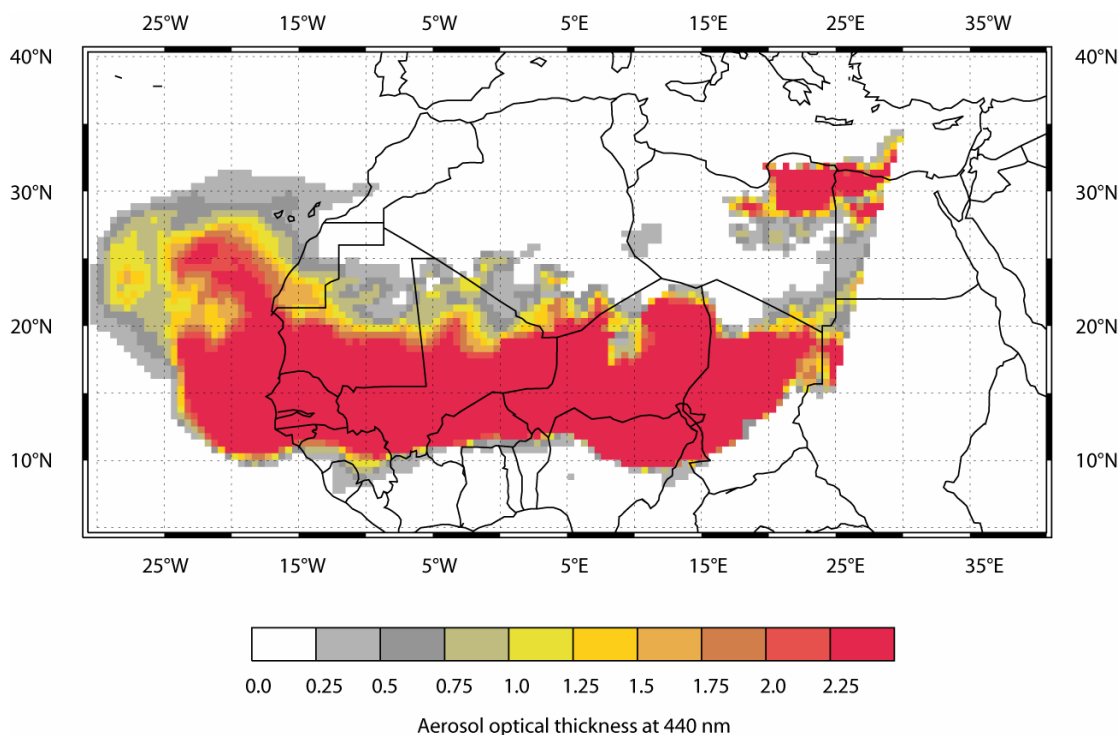 25°W 15°W 5°W 5°E 15°E 25°E 35°W
40°N 40°N
30°N 30°N
20°N 20°N
10°N 10°N
25°W 15°W 5°W 5°E 15°E 25°E 35°E
0.0 0.25 0.5 0.75 1.0 1.25 1.5 1.75 2.0 2.25
Aerosol optical thickness at 440 nm